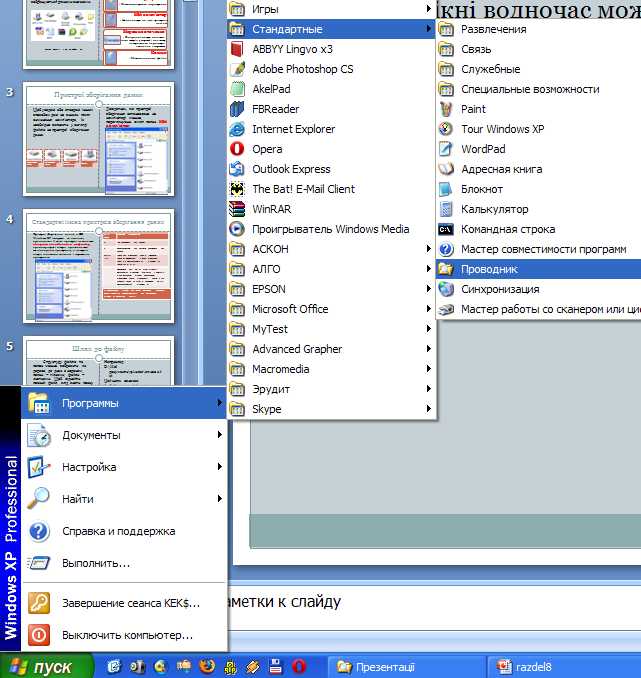 жні водночас мож
3
Пристрої зберігання даних
4
Стандартні імена пристроїв зберігання даних
5
Шлях до файлу
Игры
Стандартные
ABBYY Lingvo x3
Adobe Photoshop CS
AkelPad
FBReader
Internet Explorer
Opera
Outlook Express
The Bat! E-Mail Client
WinRAR
Проигрыватель Windows Media
АСКОН
АЛГО
EPSON
Microsoft Office
MyTest
Advanced Grapher
Macromedia
Эрудит
Skype
Развлечения
Связь
Служебные
Специальные возможности
Paint
Tour Windows XP
WordPad
Адресная книга
Блокнот
Калькулятор
Командная строка
Мастер совместимости программ
Проводник
Синхронизация
Мастер работы со сканером или ци
Программы
Документы
Настройка
Найти
Справка и поддержка
Выполнить...
Завершение сеанса KEK$...
Выключить компьютер...
Windows XP Professional
аметки к слайду
пуск
Презентації
razdel8